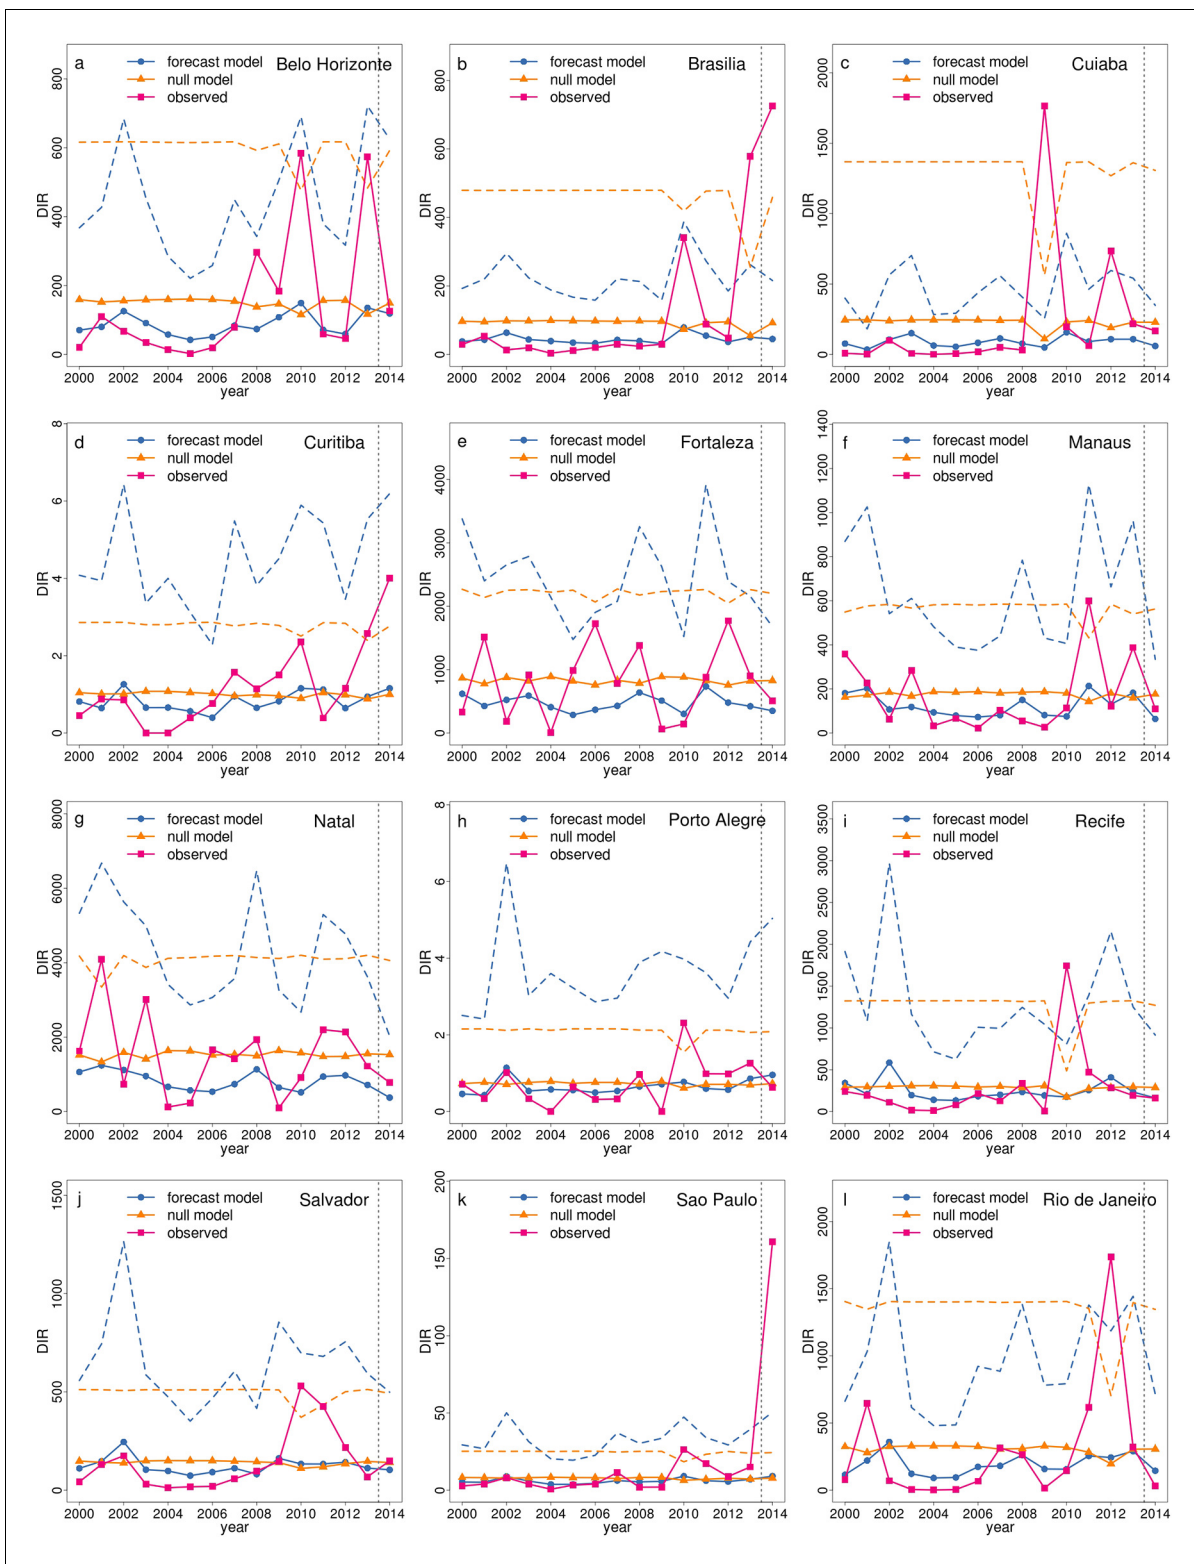 a Belo Horizonte
forecast model
null model
observed
DIR
0 200 400 600 800
2000 2002 2004 2006 2008 2010 2012 2014
year
b Brasilia
forecast model
null model
observed
DIR
0 200 400 600 800
2000 2002 2004 2006 2008 2010 2012 2014
year
c Cuiaba
forecast model
null model
observed
DIR
0 500 1000 1500 2000
2000 2002 2004 2006 2008 2010 2012 2014
year
d Curitiba
forecast model
null model
observed
DIR
0 2 4 6 8
2000 2002 2004 2006 2008 2010 2012 2014
year
e Fortaleza
forecast model
null model
observed
DIR
0 1000 2000 3000 4000
2000 2002 2004 2006 2008 2010 2012 2014
year
f Manaus
forecast model
null model
observed
DIR
0 200 400 600 800 1000 1200 1400
2000 2002 2004 2006 2008 2010 2012 2014
year
g Natal
forecast model
null model
observed
DIR
0 2000 4000 6000 8000
2000 2002 2004 2006 2008 2010 2012 2014
year
h Porto Alegre
forecast model
null model
observed
DIR
0 2 4 6 8
2000 2002 2004 2006 2008 2010 2012 2014
year
i Recife
forecast model
null model
observed
DIR
0 500 1000 1500 2000 2500 3000 3500
2000 2002 2004 2006 2008 2010 2012 2014
year
j Salvador
forecast model
null model
observed
DIR
0 500 1000 1500
2000 2002 2004 2006 2008 2010 2012 2014
year
k Sao Paulo
forecast model
null model
observed
DIR
0 50 100 150 200
2000 2002 2004 2006 2008 2010 2012 2014
year
l Rio de Janeiro
forecast model
null model
observed
DIR
0 500 1000 1500 2000
2000 2002 2004 2006 2008 2010 2012 2014
year